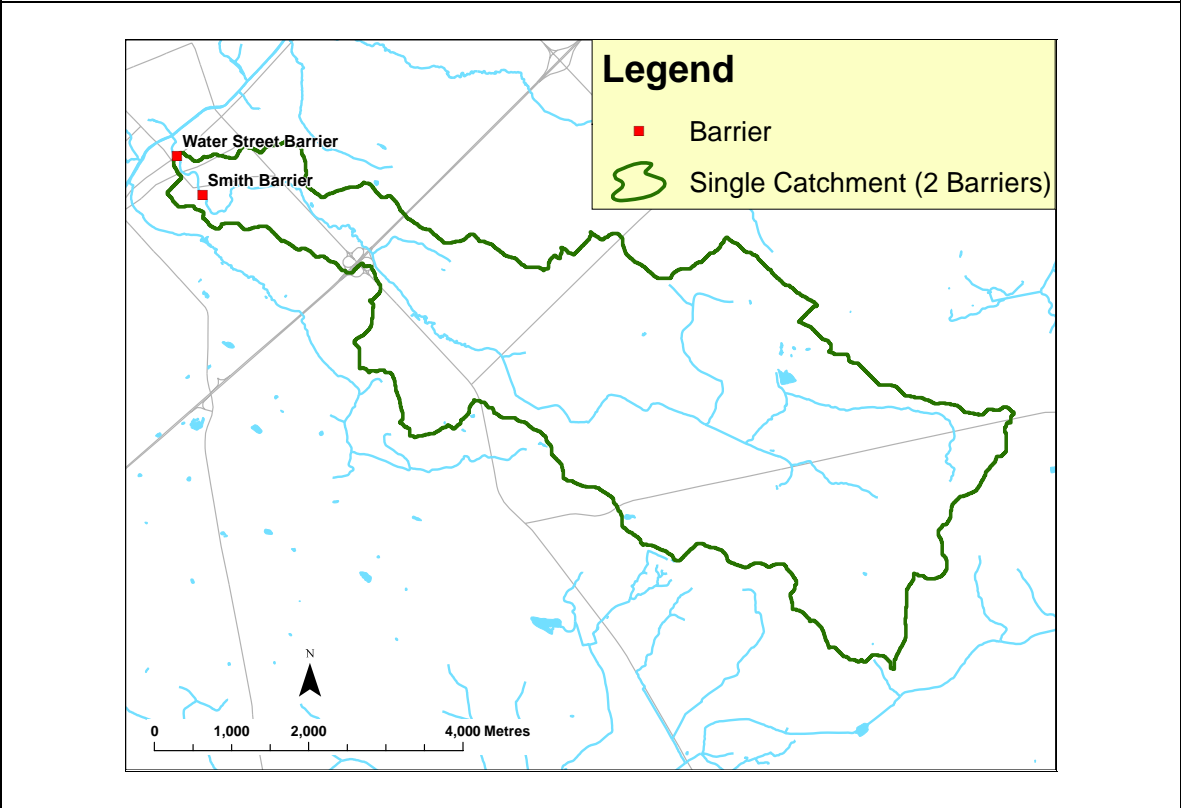 Legend
Barrier
Single Catchment (2 Barriers)
Water Street Barrier
Smith Barrier
N
0 1,000 2,000 4,000 Metres